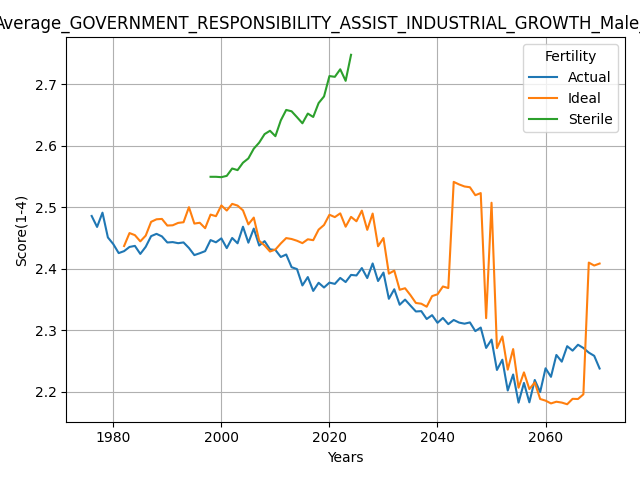 Average_GOVERNMENT_RESPONSIBILITY_ASSIST_INDUSTRIAL_GROWTH_Male_
Fertility
Actual
Ideal
Sterile
2.7
2.6
2.5
2.4
2.3
2.2
Score(1-4)
1980 2000 2020 2040 2060
Years